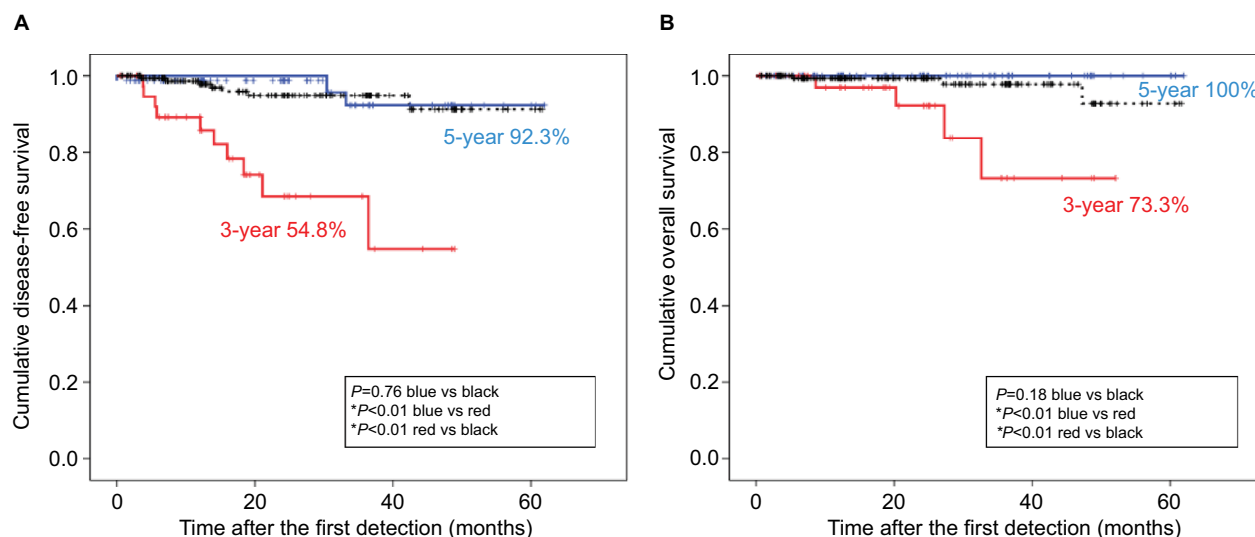 A
Cumulative disease-free survival
1.0
0.8
0.6
0.4
0.2
0.0
5-year 92.3%
3-year 54.8%
P=0.76 blue vs black
*P<0.01 blue vs red
*P<0.01 red vs black
0 20 40 60
Time after the first detection (months)
B
Cumulative overall survival
1.0
0.8
0.6
0.4
0.2
0.0
5-year 100%
3-year 73.3%
P=0.18 blue vs black
*P<0.01 blue vs red
*P<0.01 red vs black
0 20 40 60
Time after the first detection (months)